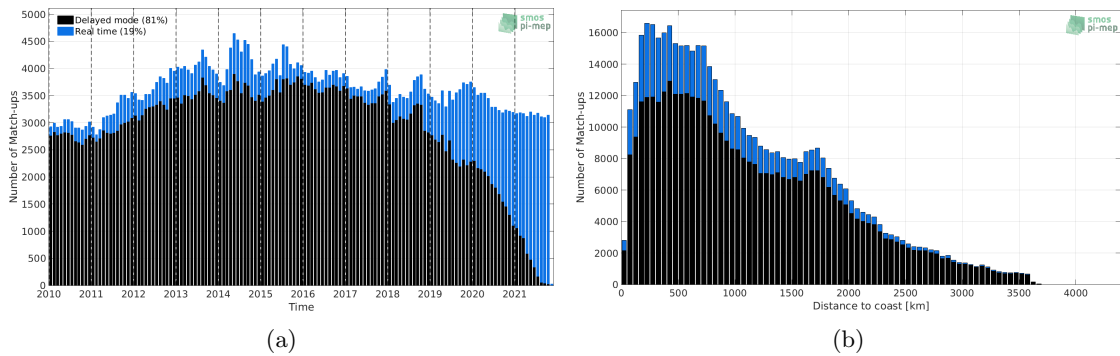 Delayed mode (81%)
Real time (19%)
smos
pi-mep
Number of Match-ups
5000
4500
4000
3500
3000
2500
2000
1500
1000
500
0
2010 2011 2012 2013 2014 2015 2016 2017 2018 2019 2020 2021
Time
(a)
smos
pi-mep
Number of Match-ups
16000
14000
12000
10000
8000
6000
4000
2000
0
0 500 1000 1500 2000 2500 3000 3500 4000
Distance to coast [km]
(b)